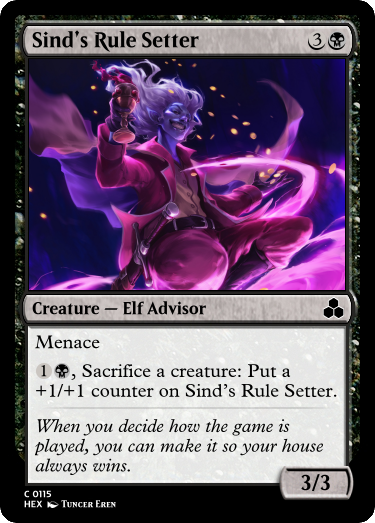 Sind's Rule Setter 3
Creature — Elf Advisor
Menace
1, Sacrifice a creature: Put a
+1/+1 counter on Sind's Rule Setter.
When you decide how the game is
played, you can make it so your house
always wins.
3/3
C 0115
HEX Tuncer Eren